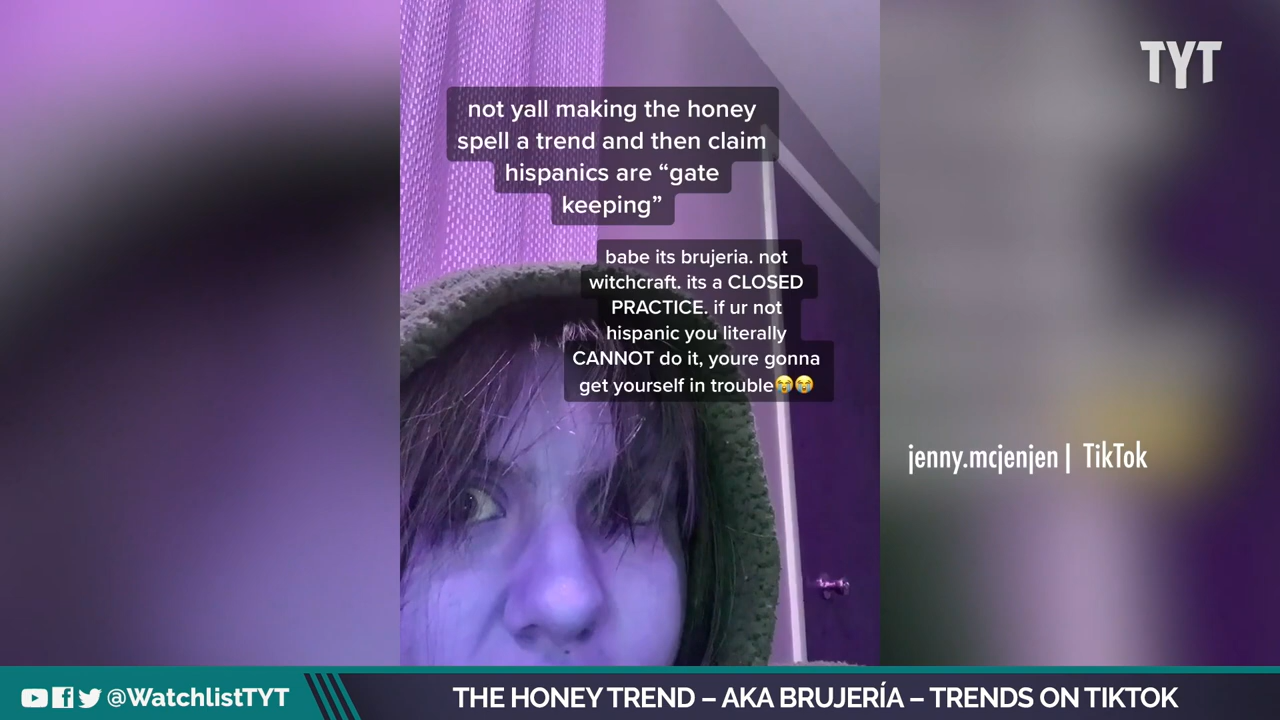 TYT
not yall making the honey
spell a trend and then claim
hispanics are “gate
keeping”
babe its brujeria. not
witchcraft. its a CLOSED
PRACTICE. if ur not
hispanic you literally
CANNOT do it, youre gonna
get yourself in trouble😭😭
jenny.mcjenjen | TikTok
@WatchlistTYT
THE HONEY TREND – AKA BRUJERÍA – TRENDS ON TIKTOK